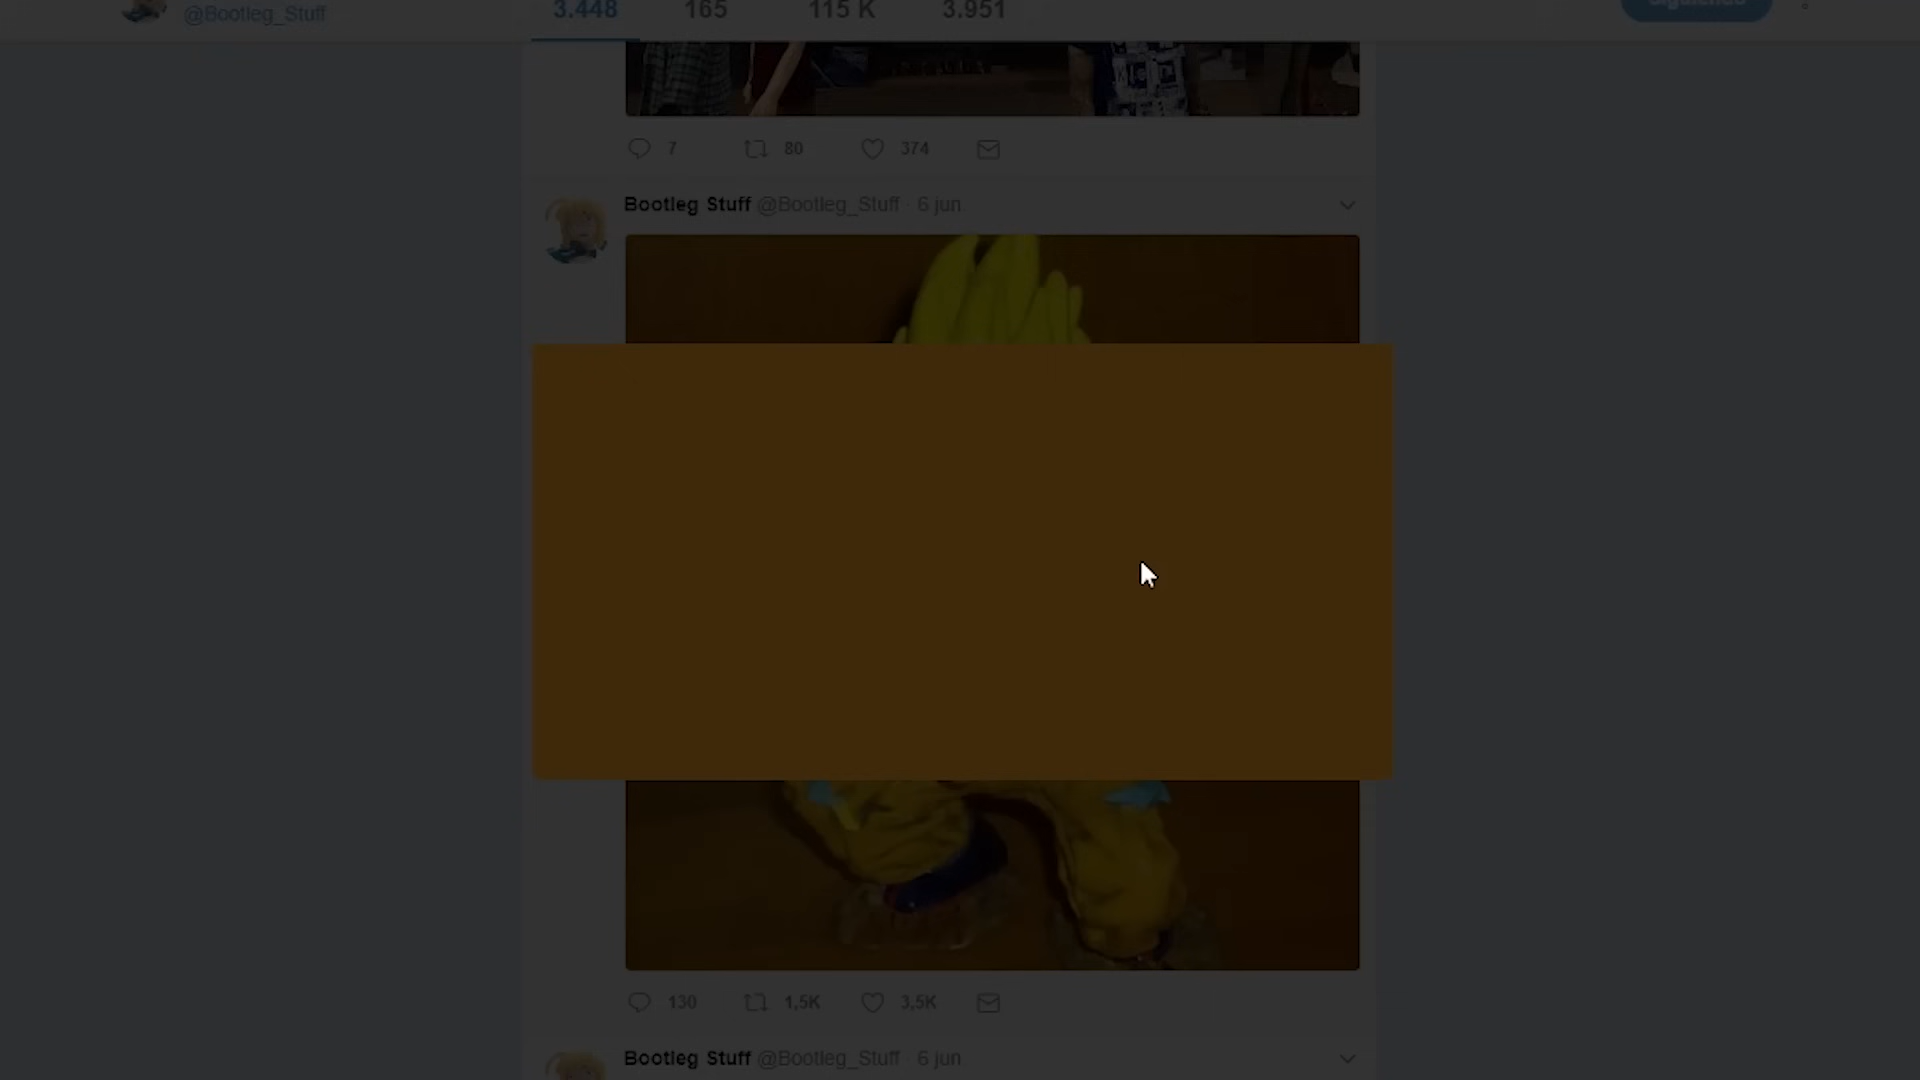 @Bootleg_Stuff
3.448 165 115 K 3.951
Siguiendo
7 80 374
Bootleg Stuff @Bootleg_Stuff · 6 jun.
130 1,5K 3,5K
Bootleg Stuff @Bootleg_Stuff · 6 jun.